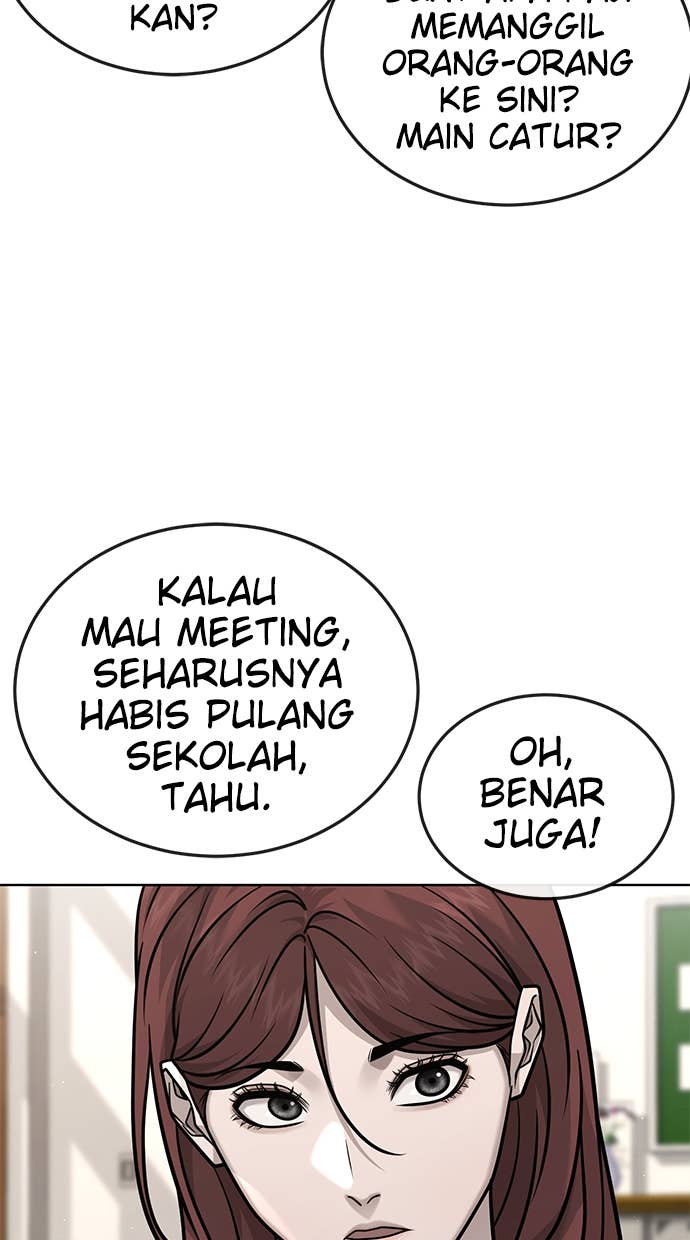 KAN?
MEMANGGIL
ORANG-ORANG
KE SINI?
MAIN CATUR?
KALAU
MAU MEETING,
SEHARUSNYA
HABIS PULANG
SEKOLAH,
TAHU.
OH,
BENAR
JUGA!